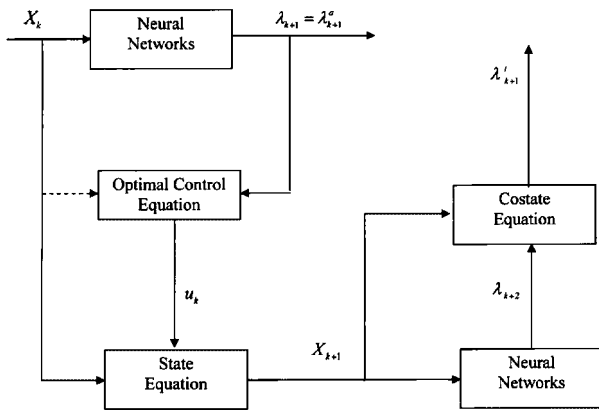 X_k
Neural
Networks
λ_{k+1} = λ^a_{k+1}
λ^t_{k+1}
Optimal Control
Equation
Costate
Equation
u_k
λ_{k+2}
X_{k+1}
State
Equation
Neural
Networks